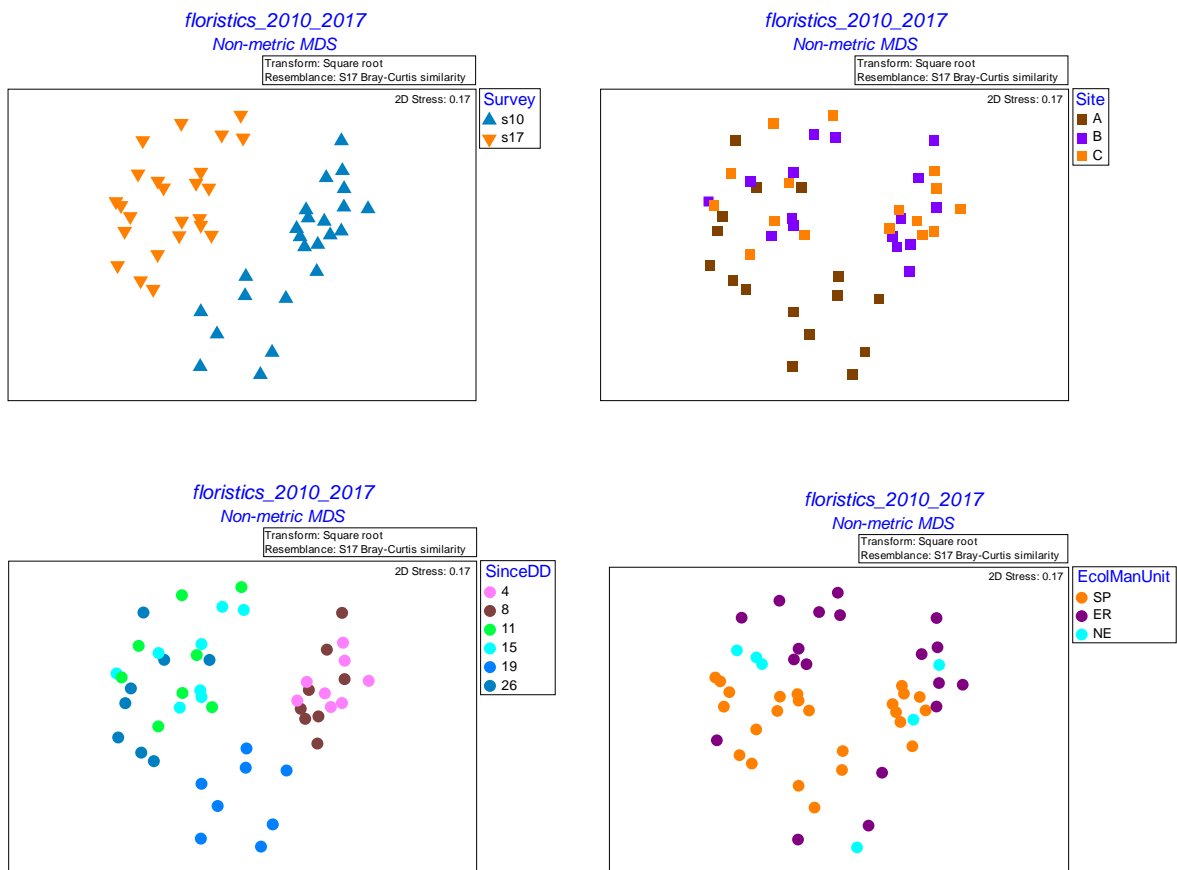 floristics_2010_2017
Non-metric MDS
Transform: Square root
Resemblance: S17 Bray-Curtis similarity
2D Stress: 0.17
Survey
s10
s17
floristics_2010_2017
Non-metric MDS
Transform: Square root
Resemblance: S17 Bray-Curtis similarity
2D Stress: 0.17
Site
A
B
C
floristics_2010_2017
Non-metric MDS
Transform: Square root
Resemblance: S17 Bray-Curtis similarity
2D Stress: 0.17
SinceDD
4
8
11
15
19
26
floristics_2010_2017
Non-metric MDS
Transform: Square root
Resemblance: S17 Bray-Curtis similarity
2D Stress: 0.17
EcolManUnit
SP
ER
NE